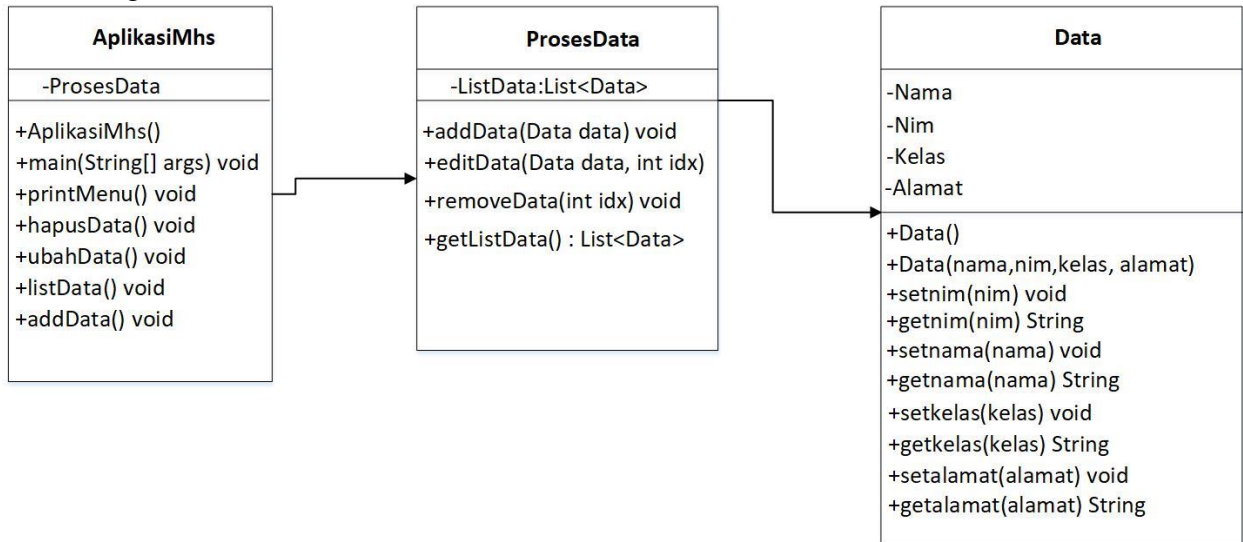 AplikasiMhs
-ProsesData
+AplikasiMhs()
+main(String[] args) void
+printMenu() void
+hapusData() void
+ubahData() void
+listData() void
+addData() void
ProsesData
-ListData:List<Data>
+addData(Data data) void
+editData(Data data, int idx)
+removeData(int idx) void
+getListData() : List<Data>
Data
-Nama
-Nim
-Kelas
-Alamat
+Data()
+Data(nama,nim,kelas, alamat)
+setnim(nim) void
+getnim(nim) String
+setnama(nama) void
+getnama(nama) String
+setkelas(kelas) void
+getkelas(kelas) String
+setalamat(alamat) void
+getalamat(alamat) String